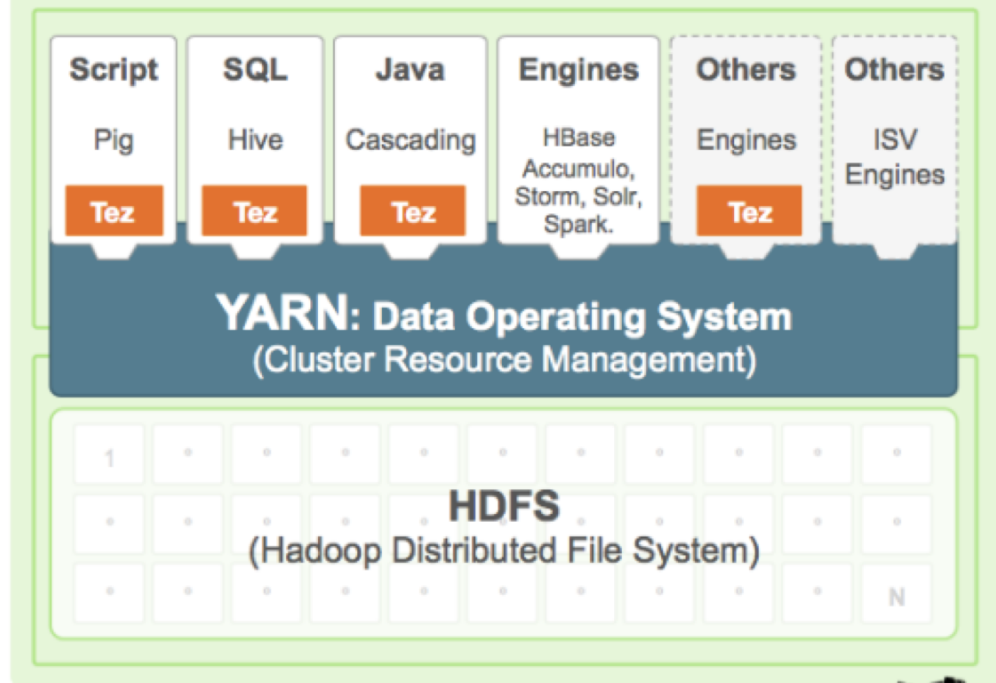 Script
Pig
Tez
SQL
Hive
Tez
Java
Cascading
Tez
Engines
HBase
Accumulo,
Storm, Solr,
Spark.
Others
Engines
Tez
Others
ISV
Engines
YARN: Data Operating System
(Cluster Resource Management)
1
HDFS
(Hadoop Distributed File System)
N